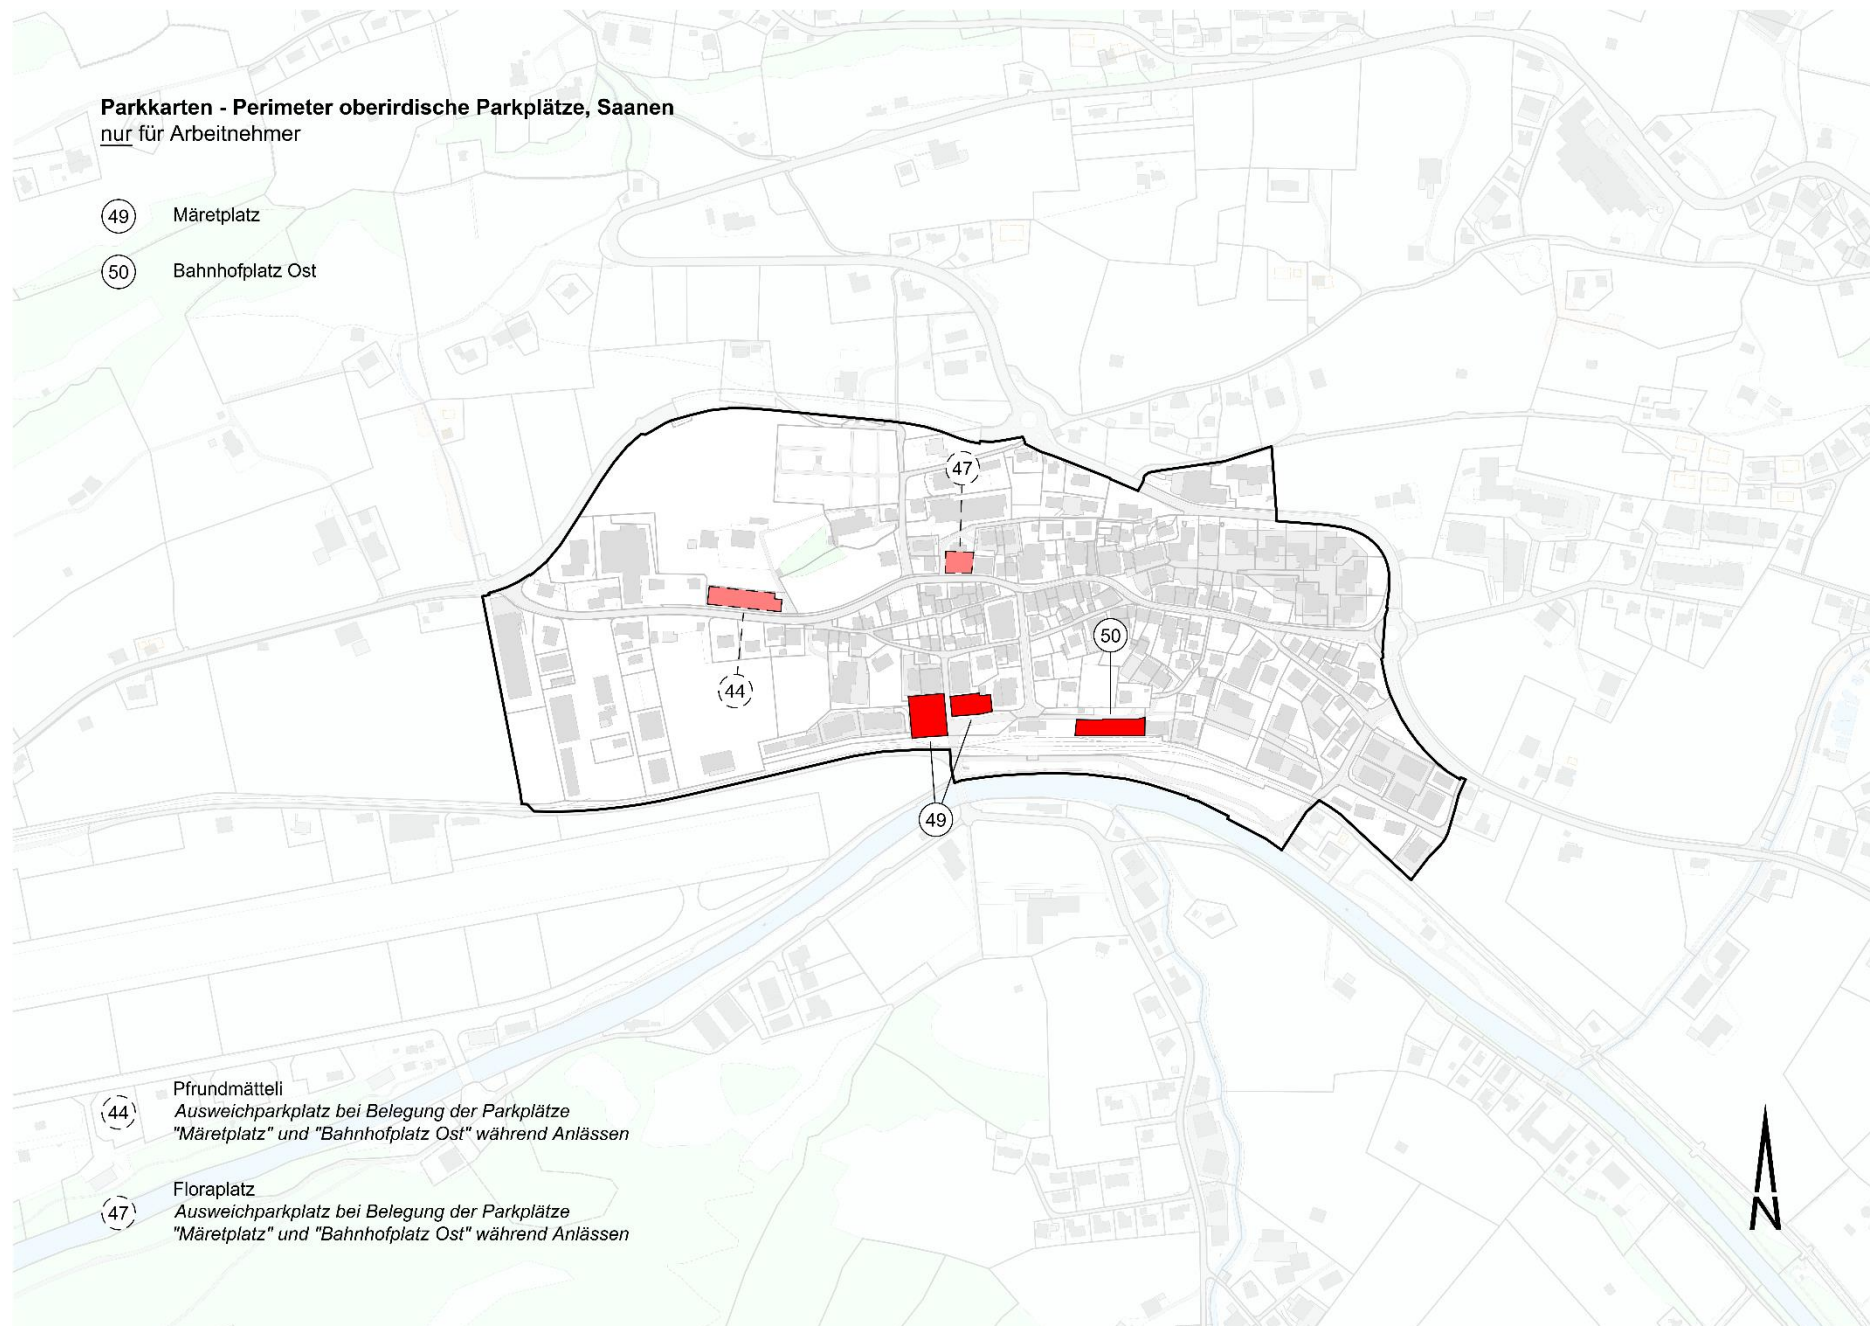 Parkkarten - Perimeter oberirdische Parkplätze, Saanen
nur für Arbeitnehmer
49 Märetplatz
50 Bahnhofplatz Ost
47
50
44
49
44 Pfrundmätteli
Ausweichparkplatz bei Belegung der Parkplätze
"Märetplatz" und "Bahnhofplatz Ost" während Anlässen
47 Floraplatz
Ausweichparkplatz bei Belegung der Parkplätze
"Märetplatz" und "Bahnhofplatz Ost" während Anlässen
N